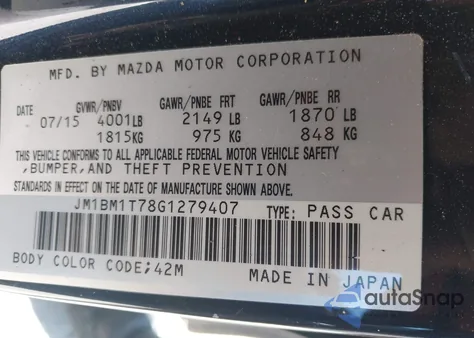 MFD. BY MAZDA MOTOR CORPORATION
DATE GVWR/PNBV GAWR/PNBE FRT GAWR/PNBE RR
07/15 4001LB 2149 LB 1870 LB
1815KG 975 KG 848 KG
THIS VEHICLE CONFORMS TO ALL APPLICABLE FEDERAL MOTOR VEHICLE SAFETY
,BUMPER,AND THEFT PREVENTION
STANDARDS IN EFFECT ON THE DATE OF MANUFACTURE SHOWN ABOVE.
JM1BM1T78G1279407 TYPE: PASS CAR
BODY COLOR CODE;42M
MADE IN JAPAN
autaSnap